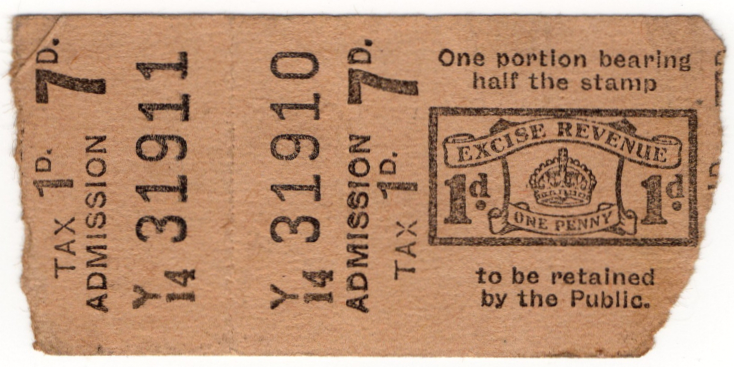 TAX 1D.
ADMISSION 7D.
Y 14 31911
Y 14 31910
ADMISSION 7D.
TAX 1D.
One portion bearing
half the stamp
EXCISE REVENUE
1d. 1d.
ONE PENNY
to be retained
by the Public.